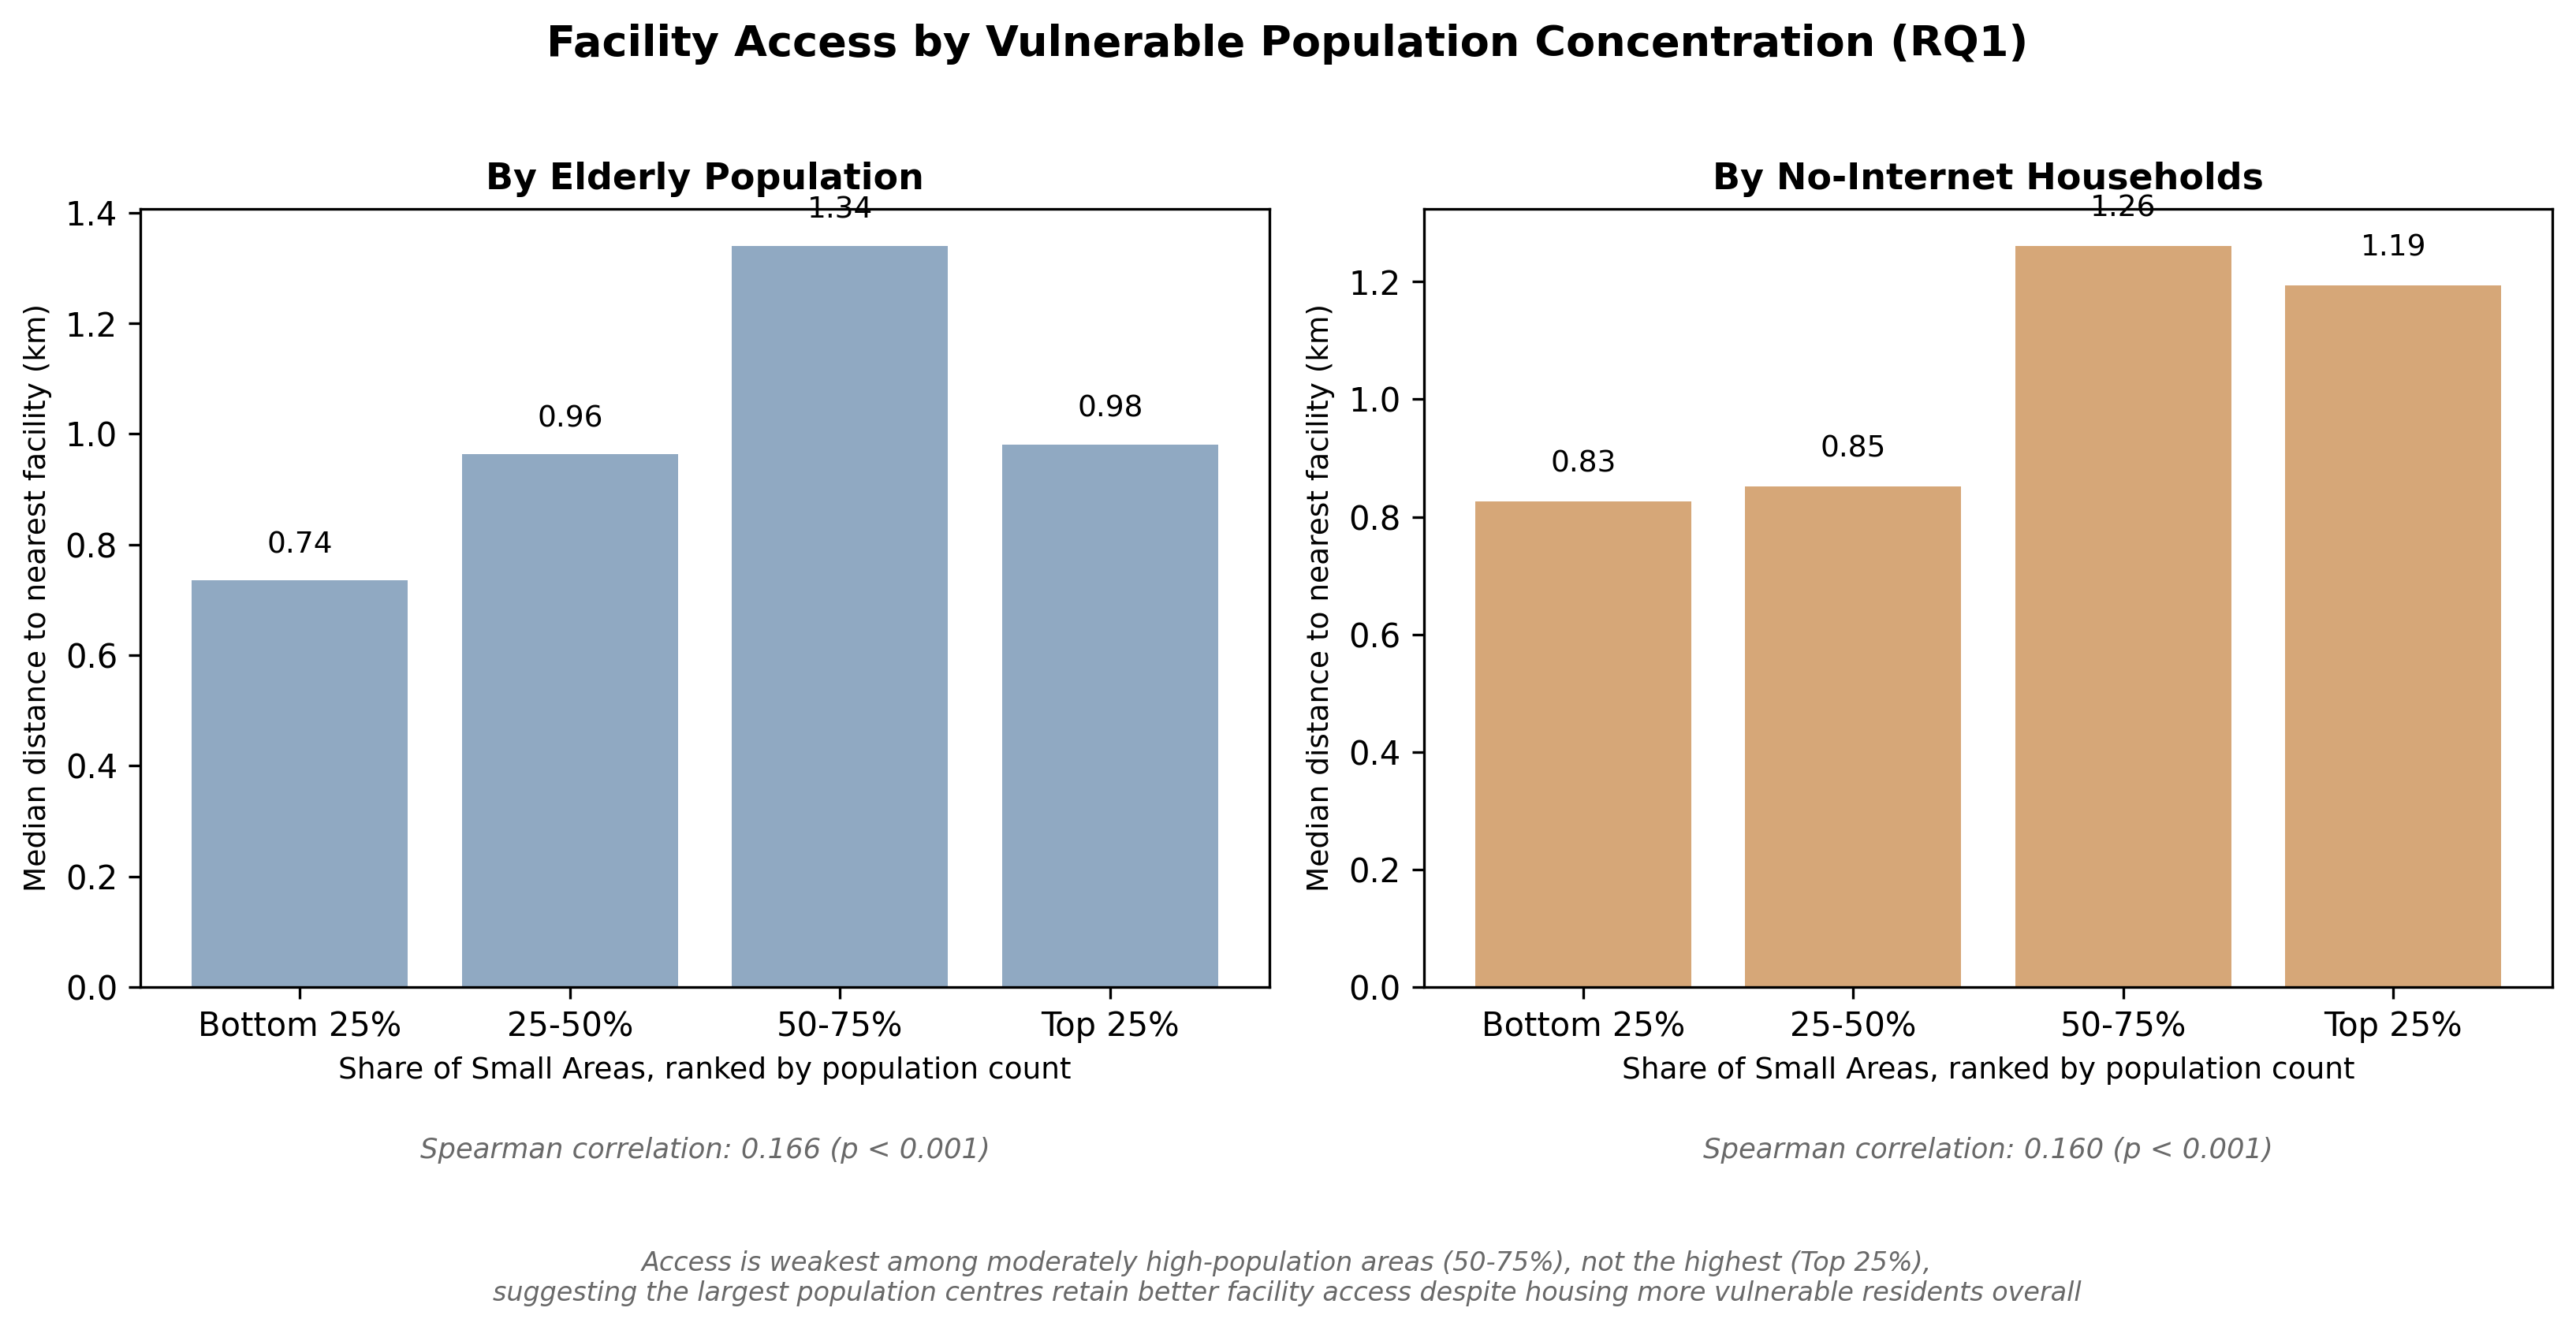 Facility Access by Vulnerable Population Concentration (RQ1)
By Elderly Population
Median distance to nearest facility (km)
1.4
1.2
1.0
0.8
0.6
0.4
0.2
0.0
0.74
0.96
1.34
0.98
Bottom 25%
25-50%
50-75%
Top 25%
Share of Small Areas, ranked by population count
Spearman correlation: 0.166 (p < 0.001)
By No-Internet Households
Median distance to nearest facility (km)
1.2
1.0
0.8
0.6
0.4
0.2
0.0
0.83
0.85
1.26
1.19
Bottom 25%
25-50%
50-75%
Top 25%
Share of Small Areas, ranked by population count
Spearman correlation: 0.160 (p < 0.001)
Access is weakest among moderately high-population areas (50-75%), not the highest (Top 25%),
suggesting the largest population centres retain better facility access despite housing more vulnerable residents overall